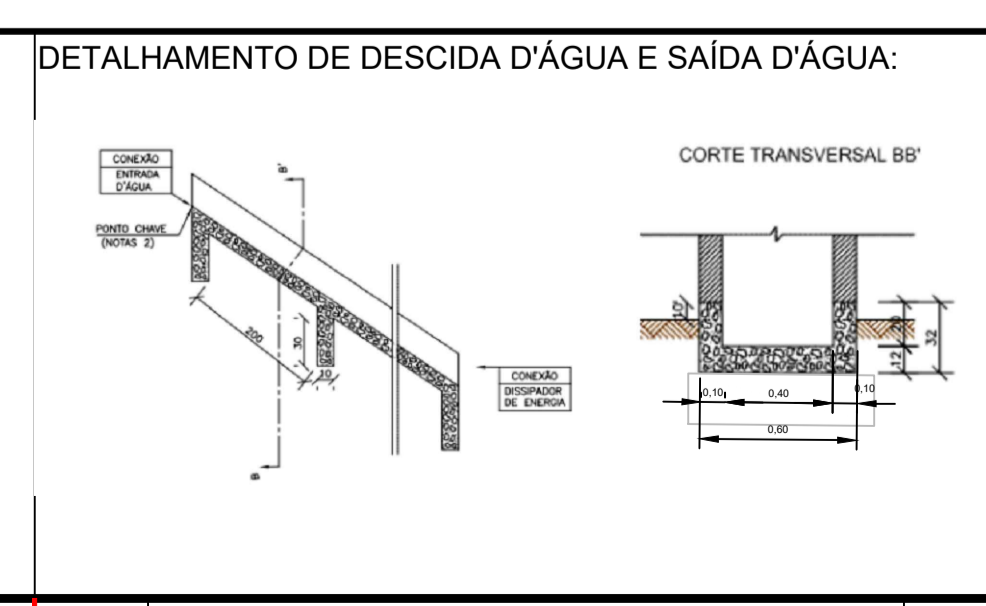 DETALHAMENTO DE DESCIDA D'ÁGUA E SAÍDA D'ÁGUA:
CONEXÃO
ENTRADA
D'ÁGUA
PONTO CHAVE
(NOTAS 2)
B'
200
30
10
B
CONEXÃO
DISSIPADOR
DE ENERGIA
CORTE TRANSVERSAL BB'
10
20
12
32
0,10
0,40
0,10
0,60